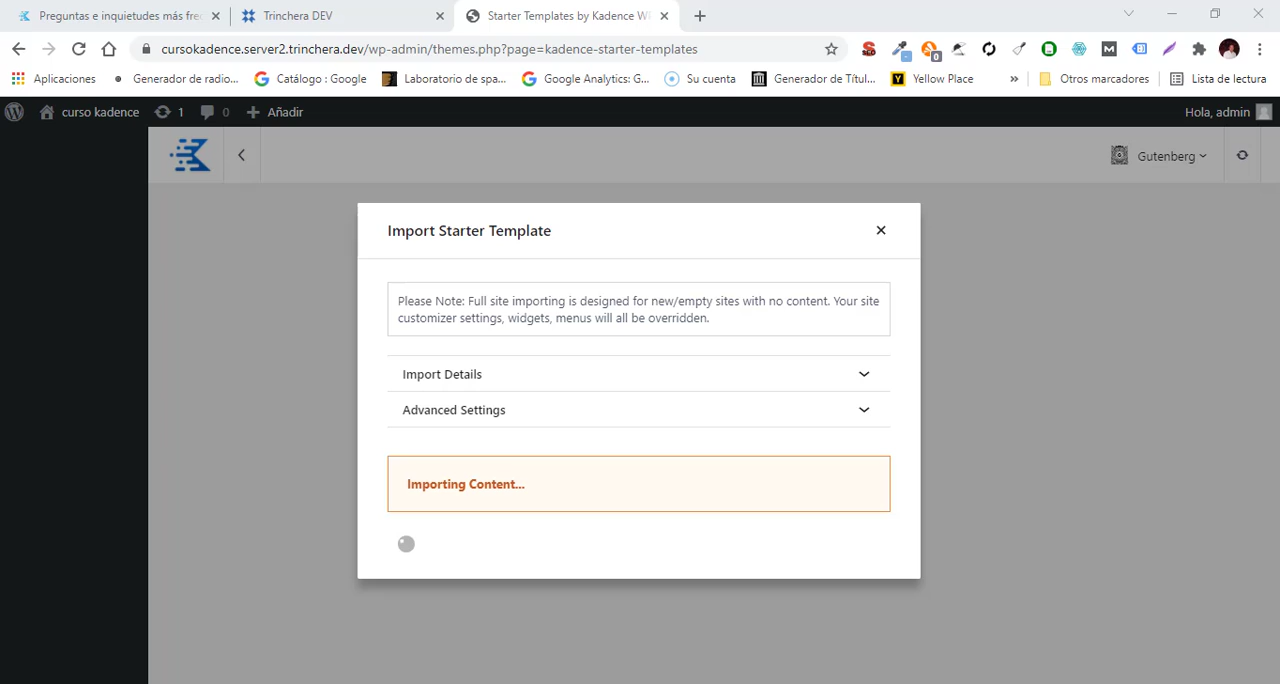 Preguntas e inquietudes más fre
Trinchera DEV
Starter Templates by Kadence W
cursokadence.server2.trinchera.dev/wp-admin/themes.php?page=kadence-starter-templates
Aplicaciones
Generador de radio...
Catálogo : Google
Laboratorio de spa...
Google Analytics: G...
Su cuenta
Generador de Títul...
Yellow Place
»
Otros marcadores
Lista de lectura
curso kadence
1
0
Añadir
Hola, admin
Gutenberg
Import Starter Template
Please Note: Full site importing is designed for new/empty sites with no content. Your site
customizer settings, widgets, menus will all be overridden.
Import Details
Advanced Settings
Importing Content...